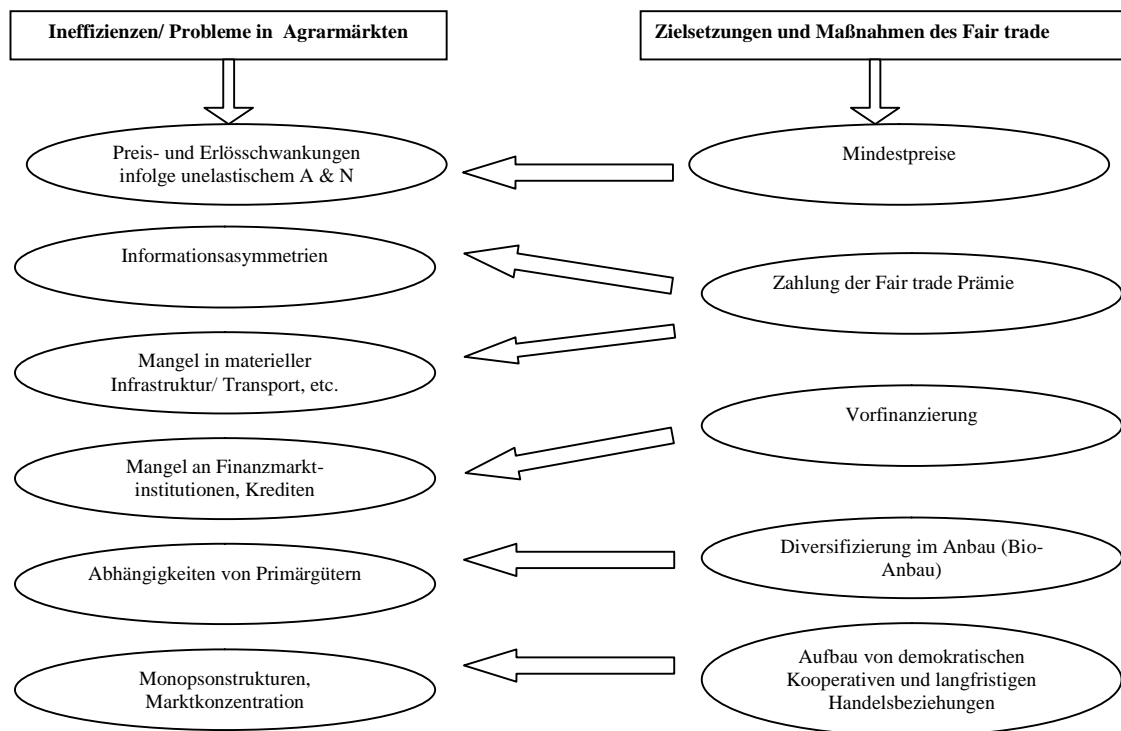 Ineffizienzen/ Probleme in Agrarmärkten
Zielsetzungen und Maßnahmen des Fair trade
Preis- und Erlösschwankungen
infolge unelastischem A & N
Mindestpreise
Informationsasymmetrien
Zahlung der Fair trade Prämie
Mangel in materieller
Infrastruktur/ Transport, etc.
Vorfinanzierung
Mangel an Finanzmarkt-
institutionen, Krediten
Diversifizierung im Anbau (Bio-
Anbau)
Abhängigkeiten von Primärgütern
Aufbau von demokratischen
Kooperativen und langfristigen
Handelsbeziehungen
Monopsonstrukturen,
Marktkonzentration